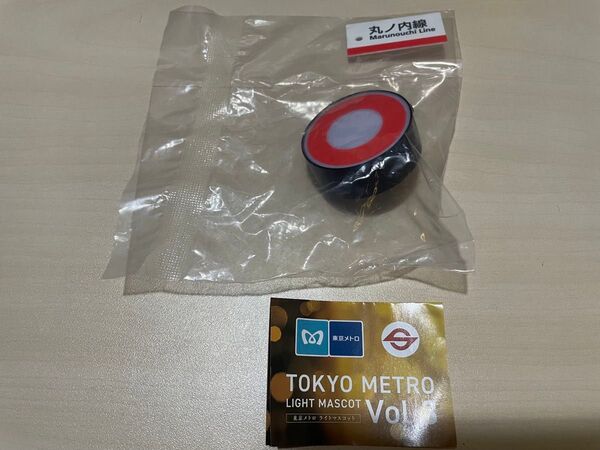 丸ノ内線
Marunouchi Line
東京メトロ
TOKYO METRO
LIGHT MASCOT Vol.
東京メトロ ライトマスコット